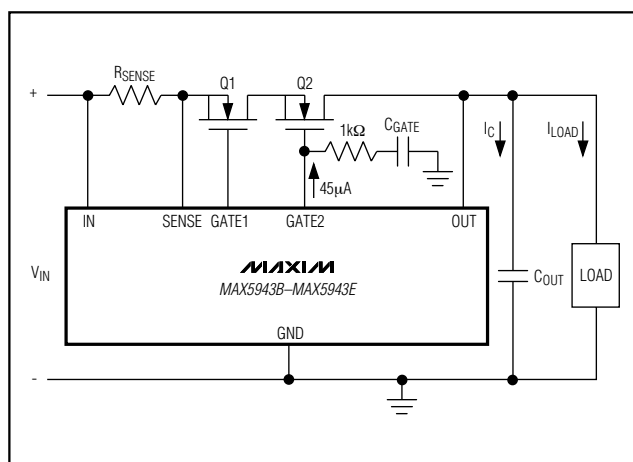 RSENSE
Q1
Q2
+
1kΩ
CGATE
IC
ILOAD
45μA
IN
SENSE
GATE1
GATE2
OUT
VIN
MAXIM
MAX5943B–MAX5943E
COUT
LOAD
GND
-